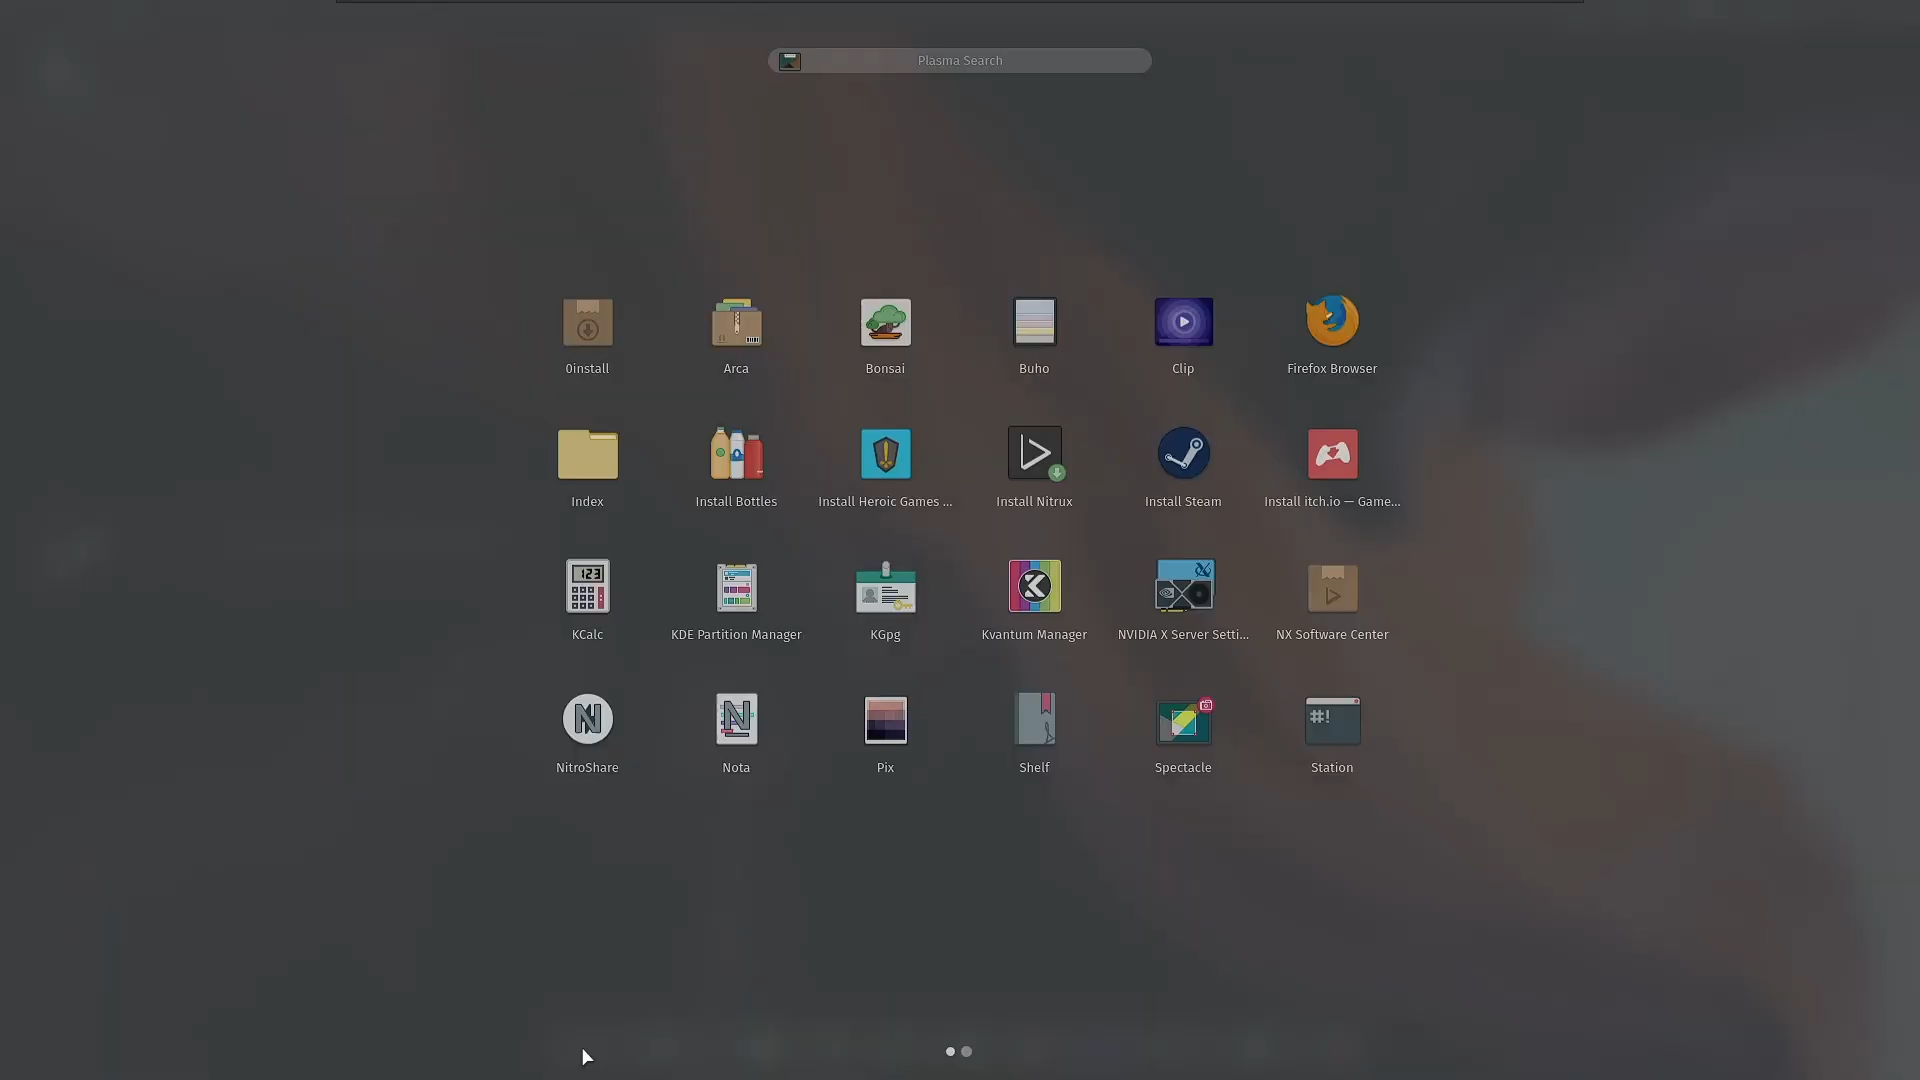 Plasma Search
0install
Arca
Bonsai
Buho
Clip
Firefox Browser
Index
Install Bottles
Install Heroic Games ...
Install Nitrux
Install Steam
Install itch.io — Game...
123
KCalc
KDE Partition Manager
KGpg
Kvantum Manager
NVIDIA X Server Setti...
NX Software Center
#!
NitroShare
Nota
Pix
Shelf
Spectacle
Station